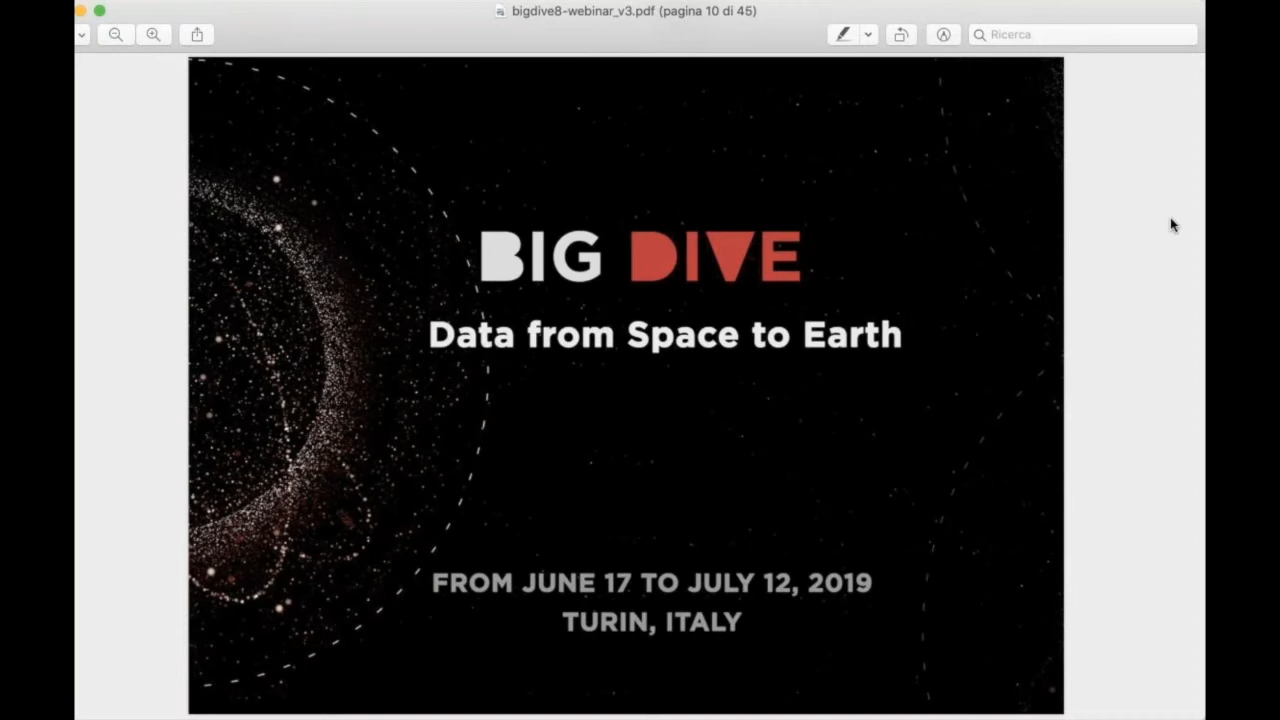 bigdive8-webinar_v3.pdf (pagina 10 di 45)
Ricerca
BIG DIVE
Data from Space to Earth
FROM JUNE 17 TO JULY 12, 2019
TURIN, ITALY